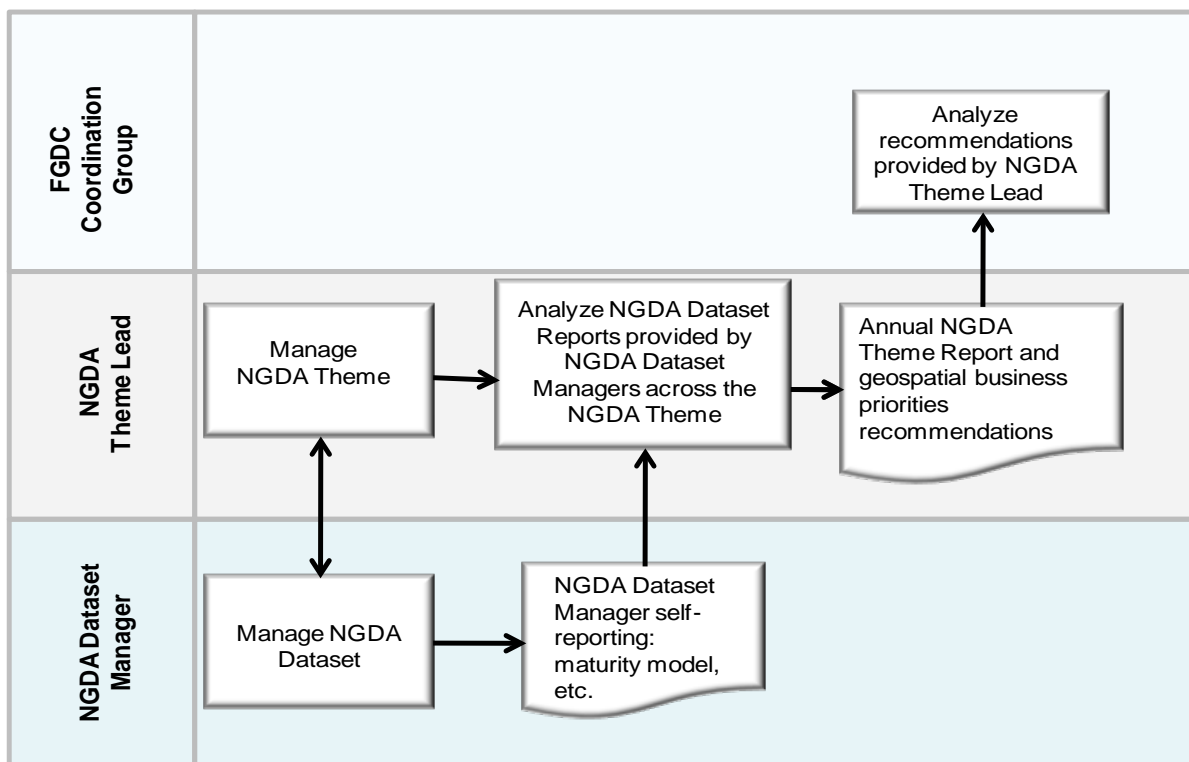 FGDC
Coordination
Group
Analyze
recommendations
provided by NGDA
Theme Lead
NGDA
Theme Lead
Manage
NGDA Theme
Analyze NGDA Dataset
Reports provided by
NGDA Dataset
Managers across the
NGDA Theme
Annual NGDA
Theme Report and
geospatial business
priorities
recommendations
NGDA Dataset
Manager
Manage NGDA
Dataset
NGDA Dataset
Manager self-
reporting:
maturity model,
etc.